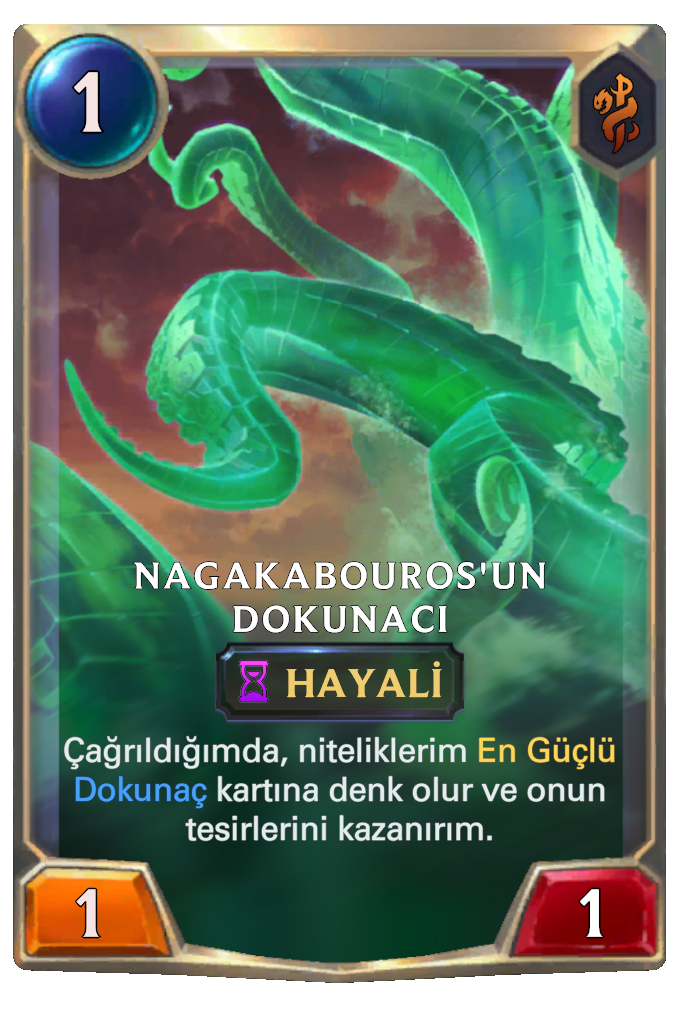 1
NAGAKABOUROS'UN
DOKUNACI
HAYALİ
Çağrıldığımda, niteliklerim En Güçlü
Dokunaç kartına denk olur ve onun
tesirlerini kazanırım.
1
1